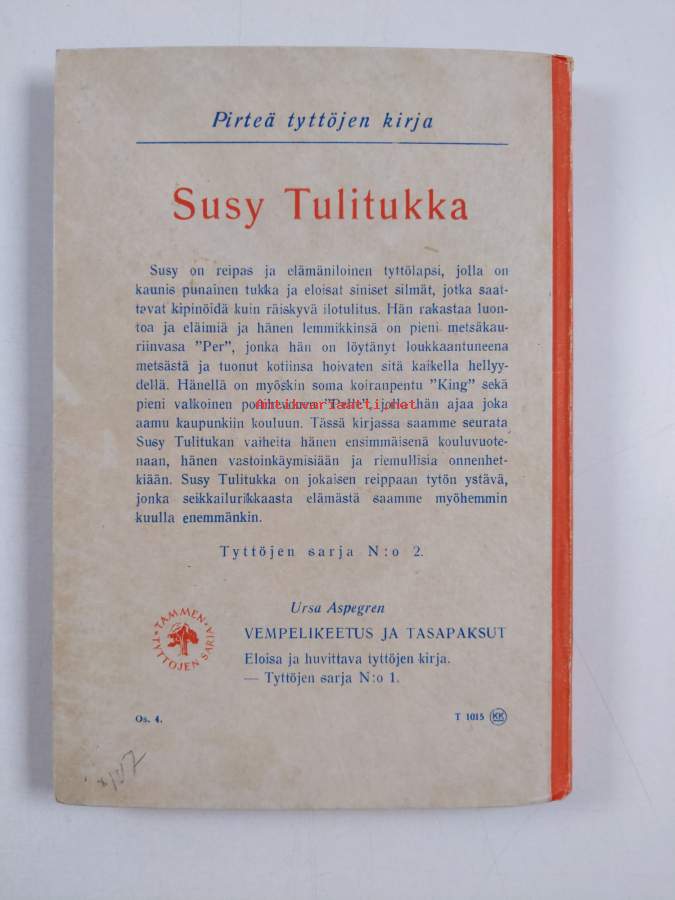 Pirteä tyttöjen kirja
Susy Tulitukka
Susy on reipas ja elämäniloinen tyttölapsi, jolla on
kaunis punainen tukka ja eloisat siniset silmät, jotka saat-
tavat kipinöidä kuin räiskyvä ilotulitus. Hän rakastaa luon-
toa ja eläimiä ja hänen lemmikkinsä on pieni metsäkau-
riinvasa "Per", jonka hän on löytänyt loukkaantuneena
metsästä ja tuonut kotiinsa hoivaten sitä kaikella hellyy-
dellä. Hänellä on myöskin soma koiranpentu "King" sekä
pieni valkoinen jolla hän ajaa joka
Antikvariaatti.net
aamu kaupunkiin kouluun. Tässä kirjassa saamme seurata
Susy Tulitukan vaiheita hänen ensimmäisenä kouluvuote-
naan, hänen vastoinkäymisiään ja riemullisia onnenhet-
kiään. Susy Tulitukka on jokaisen reippaan tytön ystävä,
jonka seikkailurikkaasta elämästä saamme myöhemmin
kuulla enemmänkin.
Tyttöjen sarja N:o 2.
TAMMEN TYTTÖJEN SARJA
Ursa Aspegren
VEMPELIKEETUS JA TASAPAKSUT
Eloisa ja huvittava tyttöjen kirja.
— Tyttöjen sarja N:o 1.
Os. 4.
T 1015 KK